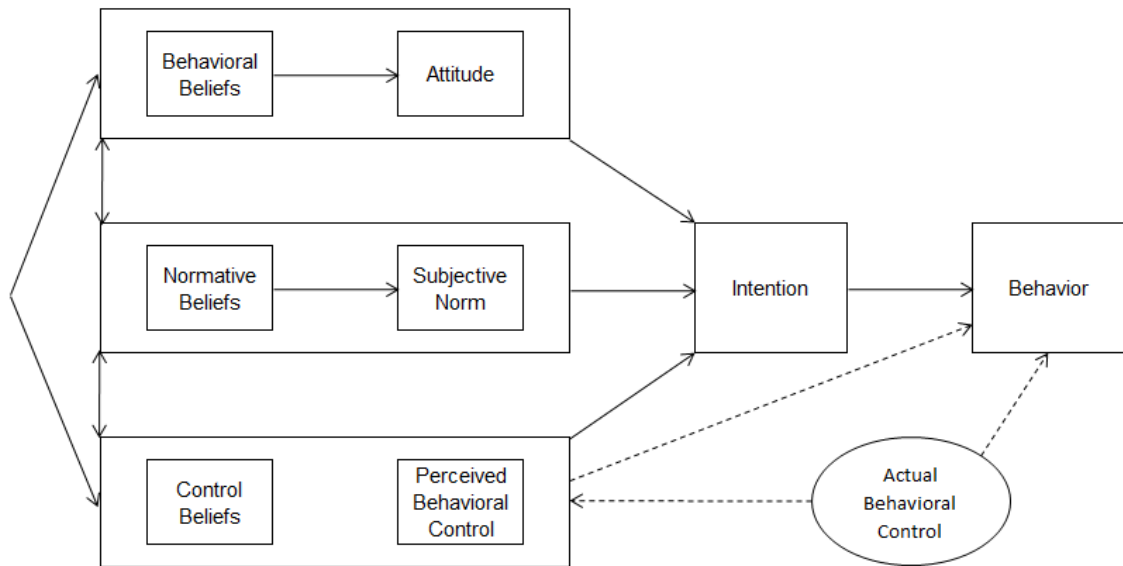 Behavioral
Beliefs
Attitude
Normative
Beliefs
Subjective
Norm
Intention
Behavior
Control
Beliefs
Perceived
Behavioral
Control
Actual
Behavioral
Control